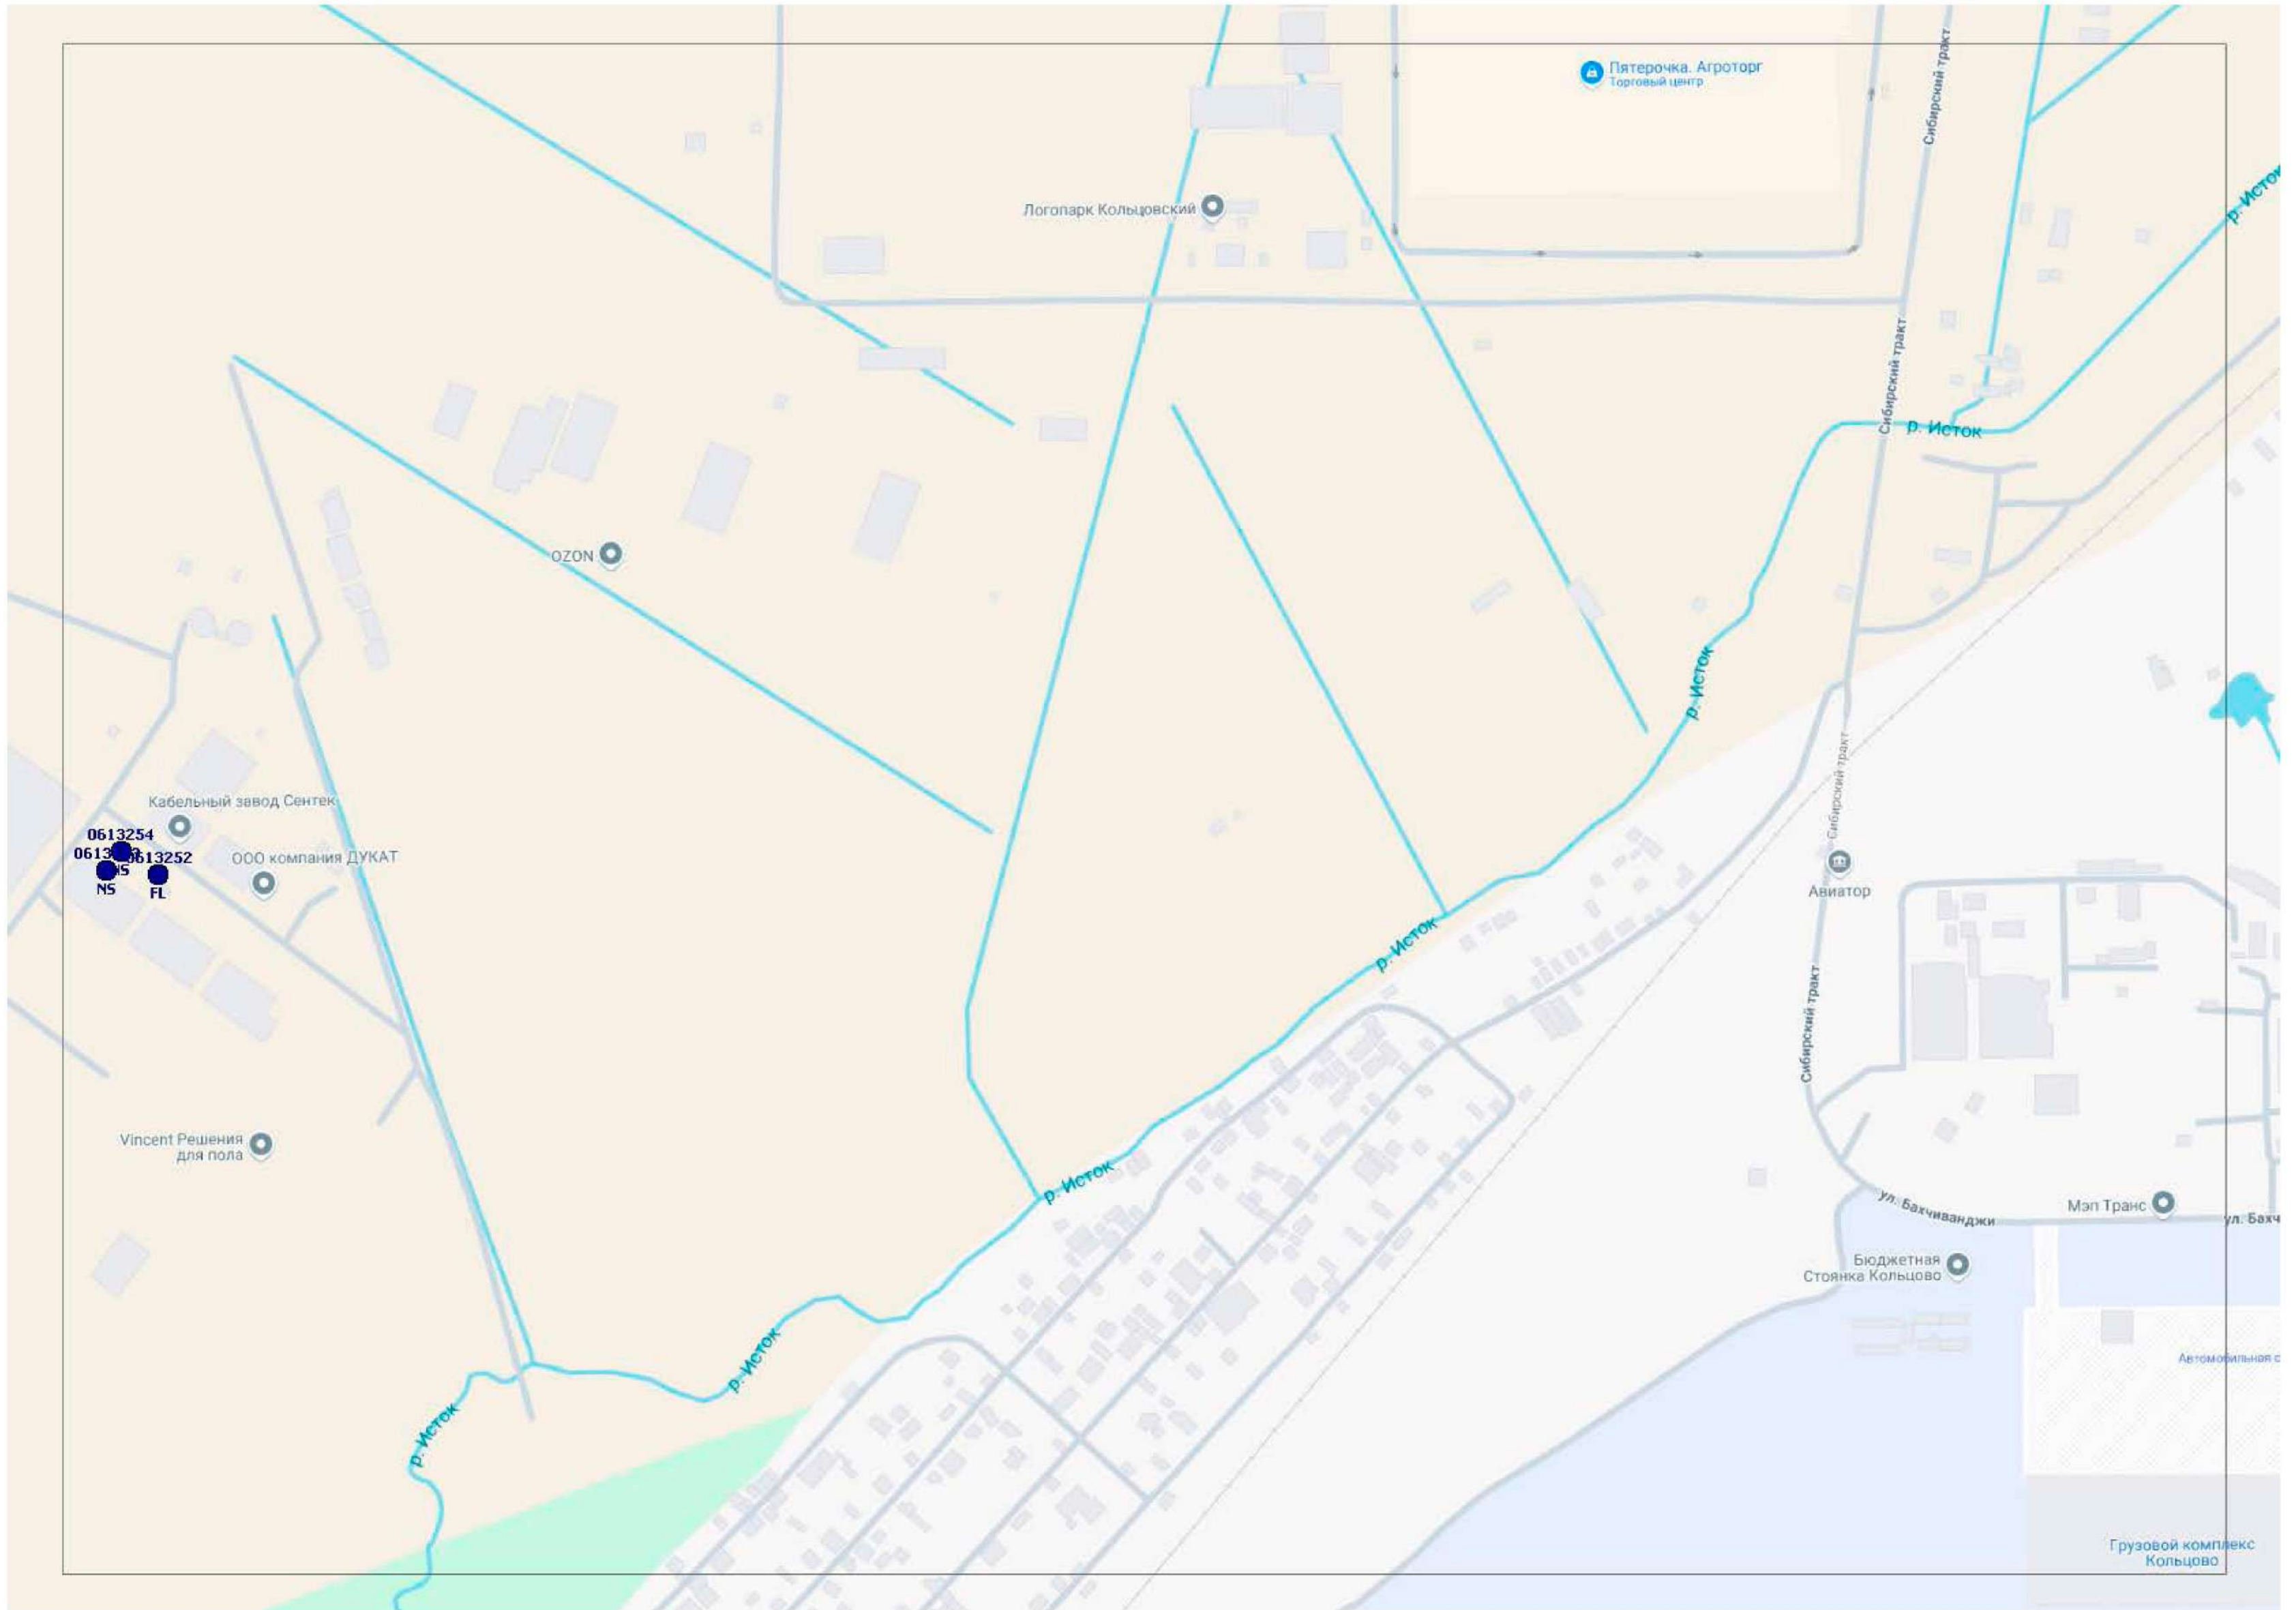 Пятерочка. Агроторг
Торговый центр
Сибирский тракт
р. Исток
Логопарк Кольцовский
Сибирский тракт
р. Исток
OZON
р. Исток
Сибирский тракт
Кабельный завод Сентек
0613254
0613252
ООО компания ДУКАТ
NS
FL
Авиатор
р. Исток
Сибирский тракт
Vincent Решения
для пола
р. Исток
ул. Бахчиванджи
Мэп Транс
ул. Бахч
Бюджетная
Стоянка Кольцово
р. Исток
Автомобильная с
р. Исток
Грузовой комплекс
Кольцово